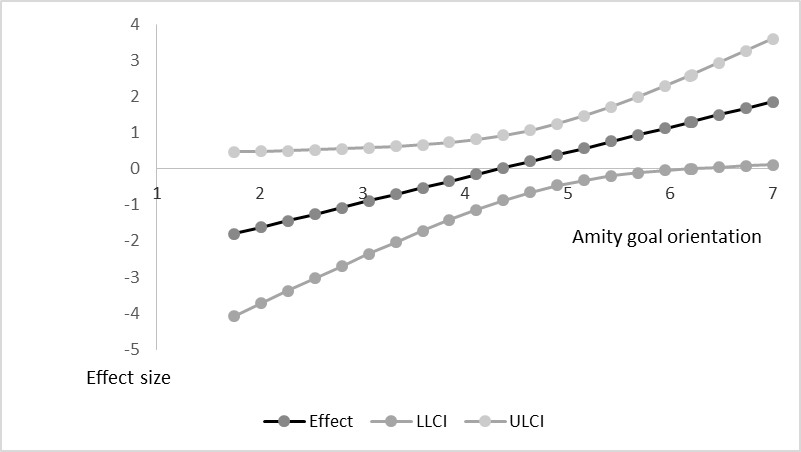 4
3
2
1
0
-1
-2
-3
-4
-5
1 2 3 4 5 6 7
Amity goal orientation
Effect size
Effect LLCI ULCI